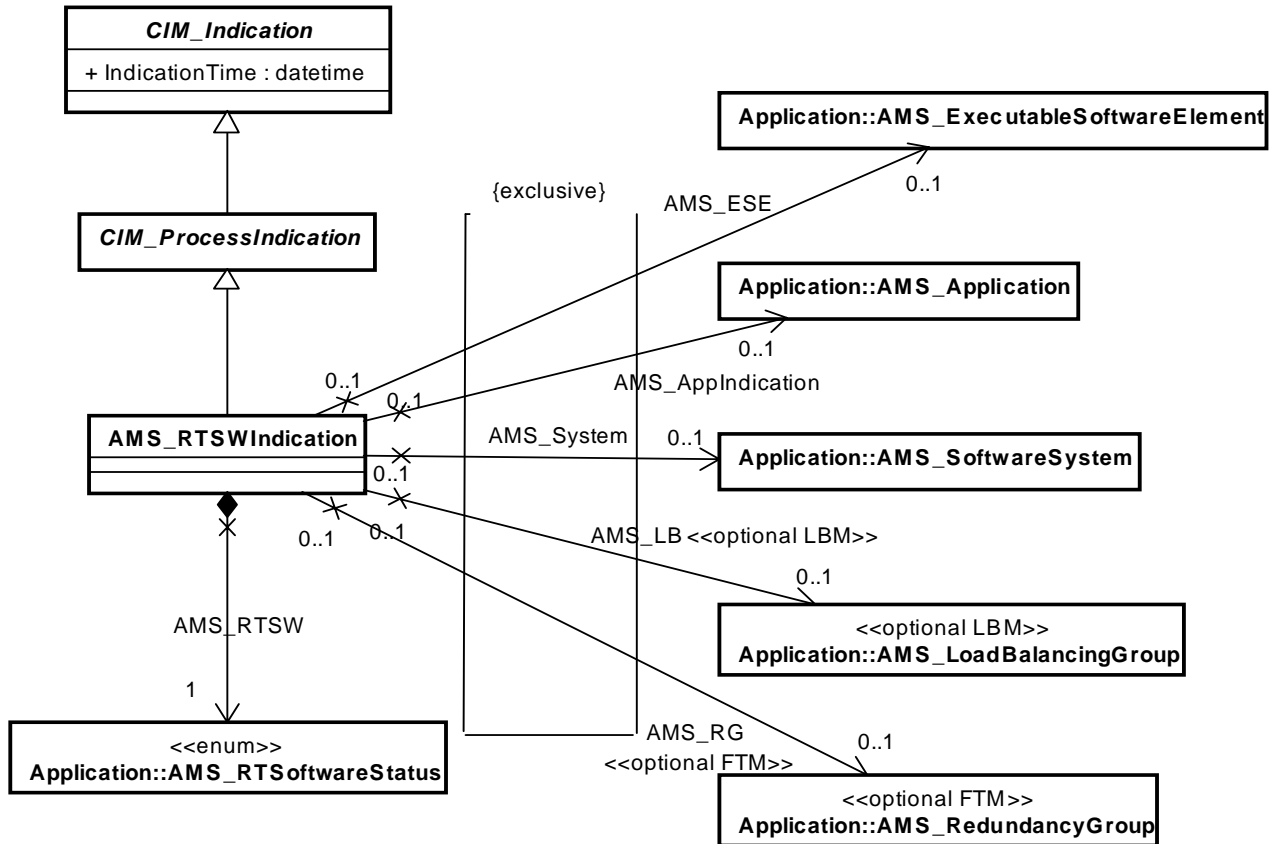 CIM_Indication
+ IndicationTime : datetime
Application::AMS_ExecutableSoftwareElement
0..1
{exclusive}
AMS_ESE
CIM_ProcessIndication
Application::AMS_Application
0..1
0..1
AMS_AppIndication
0..1
AMS_RTSWIndication
AMS_System
0..1
Application::AMS_SoftwareSystem
0..1
0..1
0..1
AMS_LB <<optional LBM>>
0..1
AMS_RTSW
<<optional LBM>>
Application::AMS_LoadBalancingGroup
1
<<enum>>
Application::AMS_RTSoftwareStatus
AMS_RG
<<optional FTM>>
0..1
<<optional FTM>>
Application::AMS_RedundancyGroup